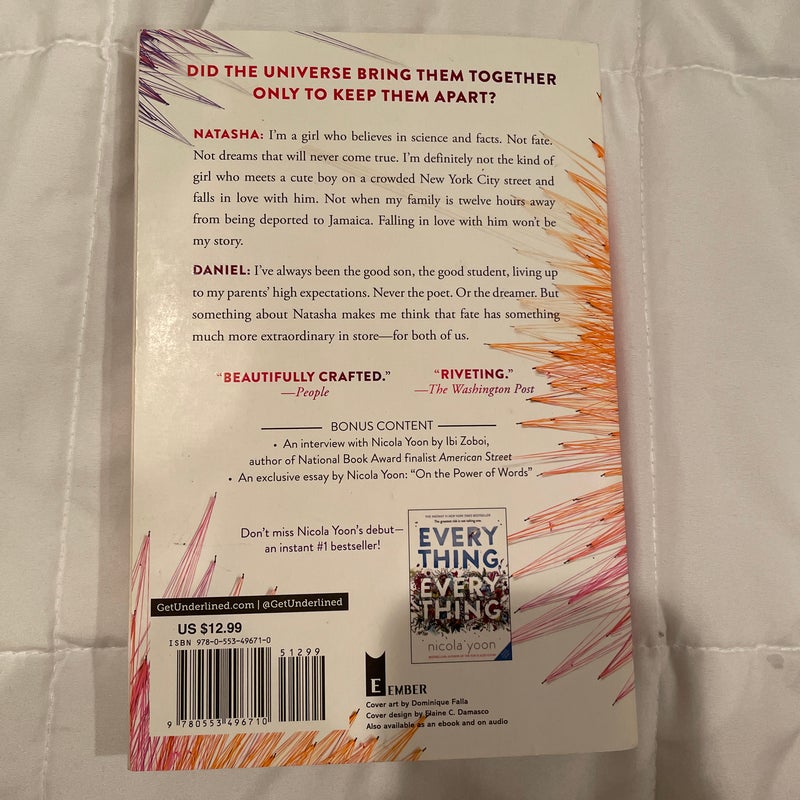 DID THE UNIVERSE BRING THEM TOGETHER
ONLY TO KEEP THEM APART?
NATASHA: I'm a girl who believes in science and facts. Not fate.
Not dreams that will never come true. I'm definitely not the kind of
girl who meets a cute boy on a crowded New York City street and
falls in love with him. Not when my family is twelve hours away
from being deported to Jamaica. Falling in love with him won't be
my story.
DANIEL: I've always been the good son, the good student, living up
to my parents' high expectations. Never the poet. Or the dreamer. But
something about Natasha makes me think that fate has something
much more extraordinary in store—for both of us.
"BEAUTIFULLY CRAFTED."
—People
"RIVETING."
—The Washington Post
BONUS CONTENT
• An interview with Nicola Yoon by Ibi Zoboi,
author of National Book Award finalist American Street
• An exclusive essay by Nicola Yoon: "On the Power of Words"
Don't miss Nicola Yoon's debut—
an instant #1 bestseller!
EVERY
THING,
EVERY
THING
nicola yoon
GetUnderlined.com | @GetUnderlined
US $12.99
ISBN 978-0-553-49671-0
51299
9 780553 496710
E EMBER
Cover art by Dominique Falla
Cover design by Elaine C. Damasco
Also available as an ebook and on audio